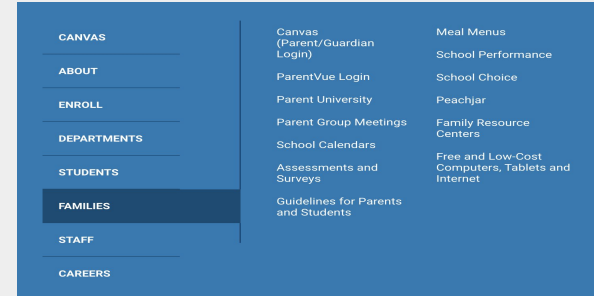 CANVAS
ABOUT
ENROLL
DEPARTMENTS
STUDENTS
FAMILIES
STAFF
CAREERS
Canvas
(Parent/Guardian
Login)
ParentVue Login
Parent University
Parent Group Meetings
School Calendars
Assessments and
Surveys
Guidelines for Parents
and Students
Meal Menus
School Performance
School Choice
Peachjar
Family Resource
Centers
Free and Low-Cost
Computers, Tablets and
Internet